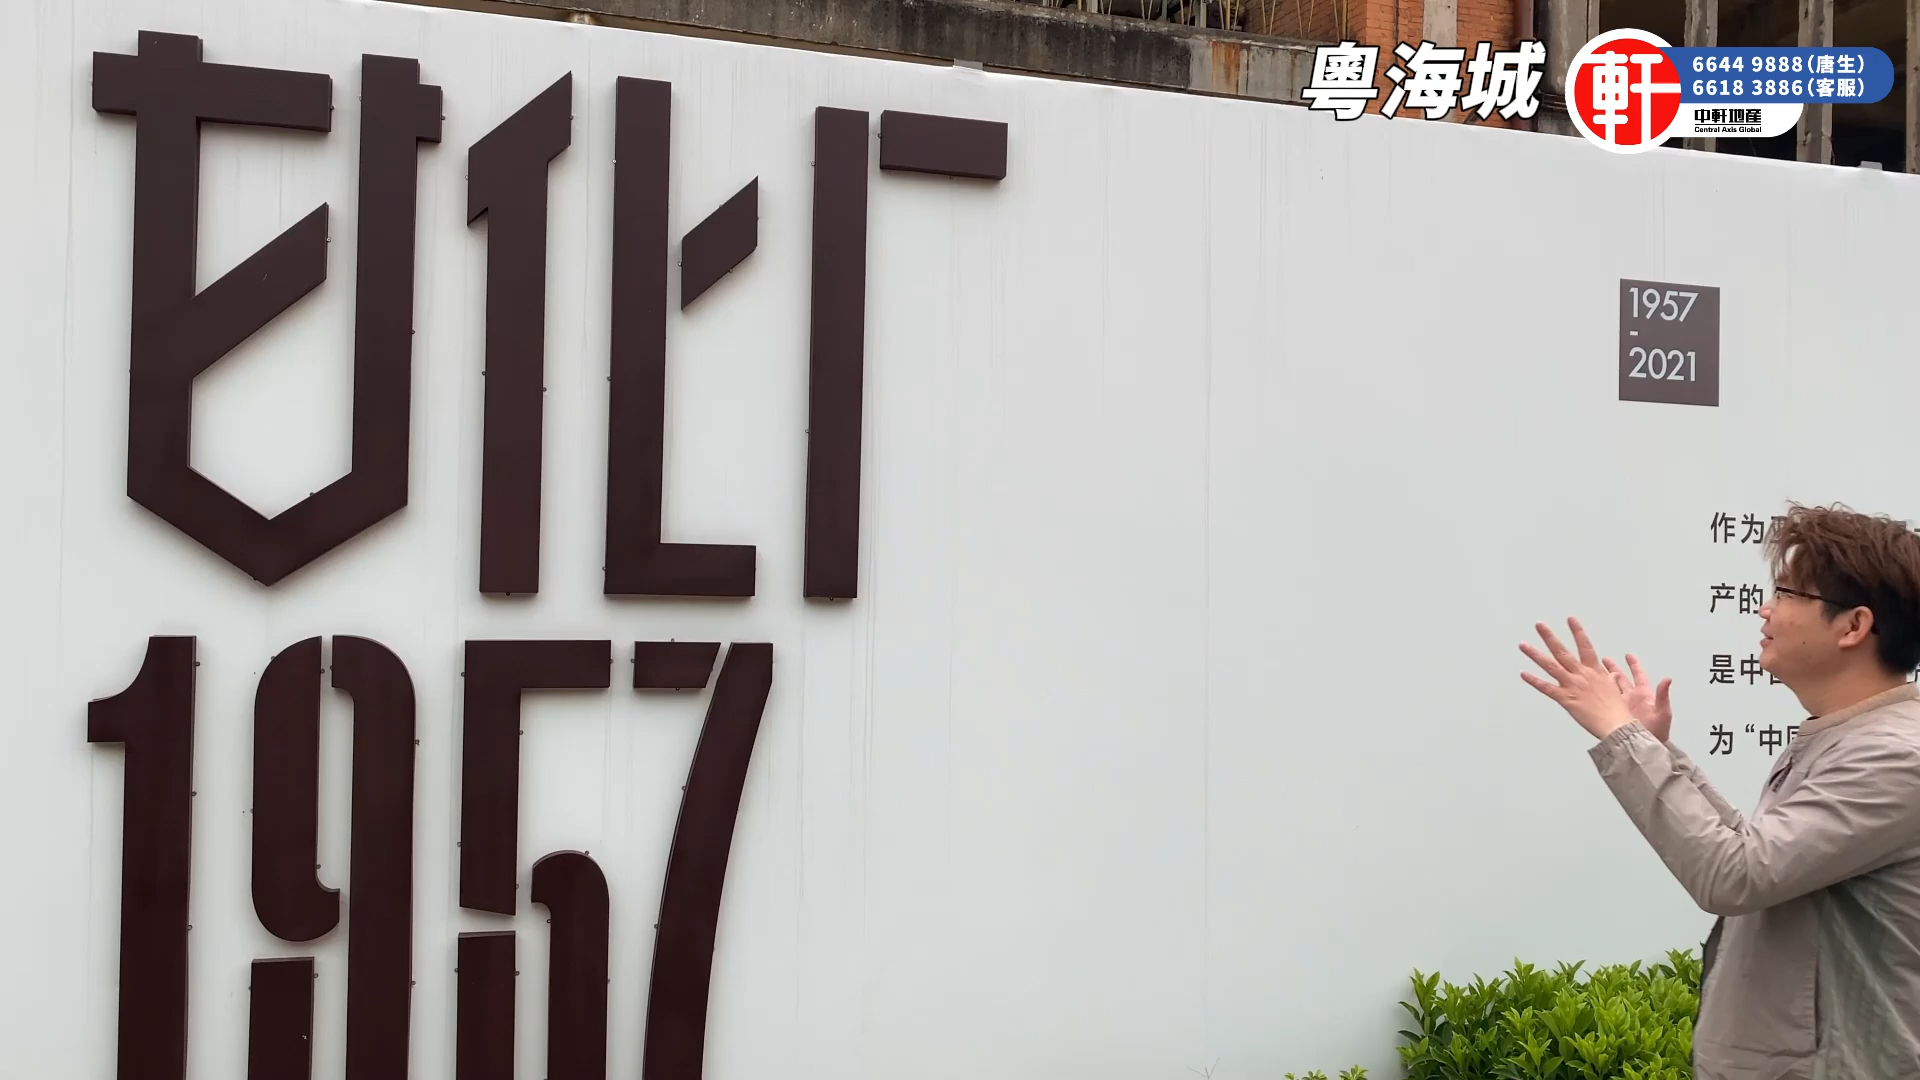 粤海城
軒
6644 9888(唐生)
6618 3886(客服)
中軒地產
Central Axis Global
甘化厂
1957
1957
-
2021
作为
产的
是中
为“中